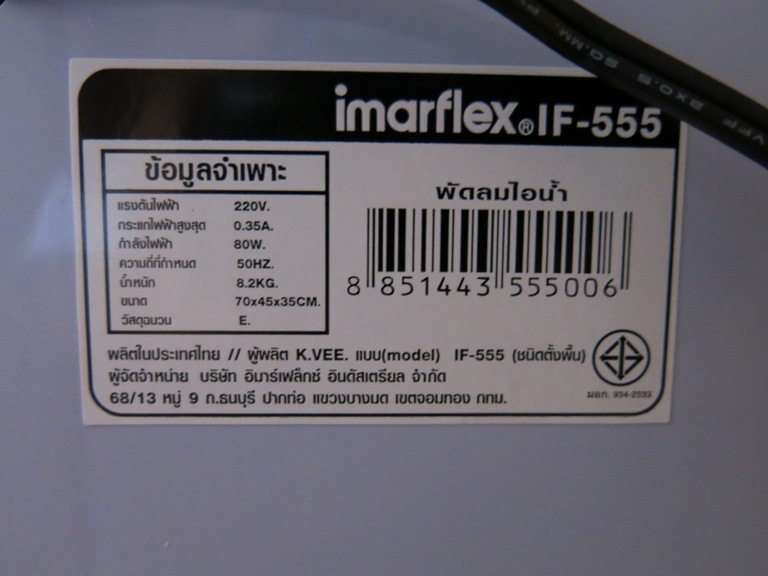 imarflex® IF-555
ข้อมูลจำเพาะ
แรงดันไฟฟ้า 220V.
กระแสไฟฟ้าสูงสุด 0.35A.
กำลังไฟฟ้า 80W.
ความถี่ที่กำหนด 50HZ.
น้ำหนัก 8.2KG.
ขนาด 70x45x35CM.
วัสดุฉนวน E.
พัดลมไอน้ำ
8 851443 555006
ผลิตในประเทศไทย // ผู้ผลิต K.VEE. แบบ(model) IF-555 (ชนิดตั้งพื้น)
ผู้จัดจำหน่าย บริษัท อิมาร์เฟล็กซ์ อินดัสเตรียล จำกัด
68/13 หมู่ 9 ถ.ธนบุรี ปากท่อ แขวงบางมด เขตจอมทอง กทม.
มอก. 934-2533
VFF 2X0.5 SQ.MM